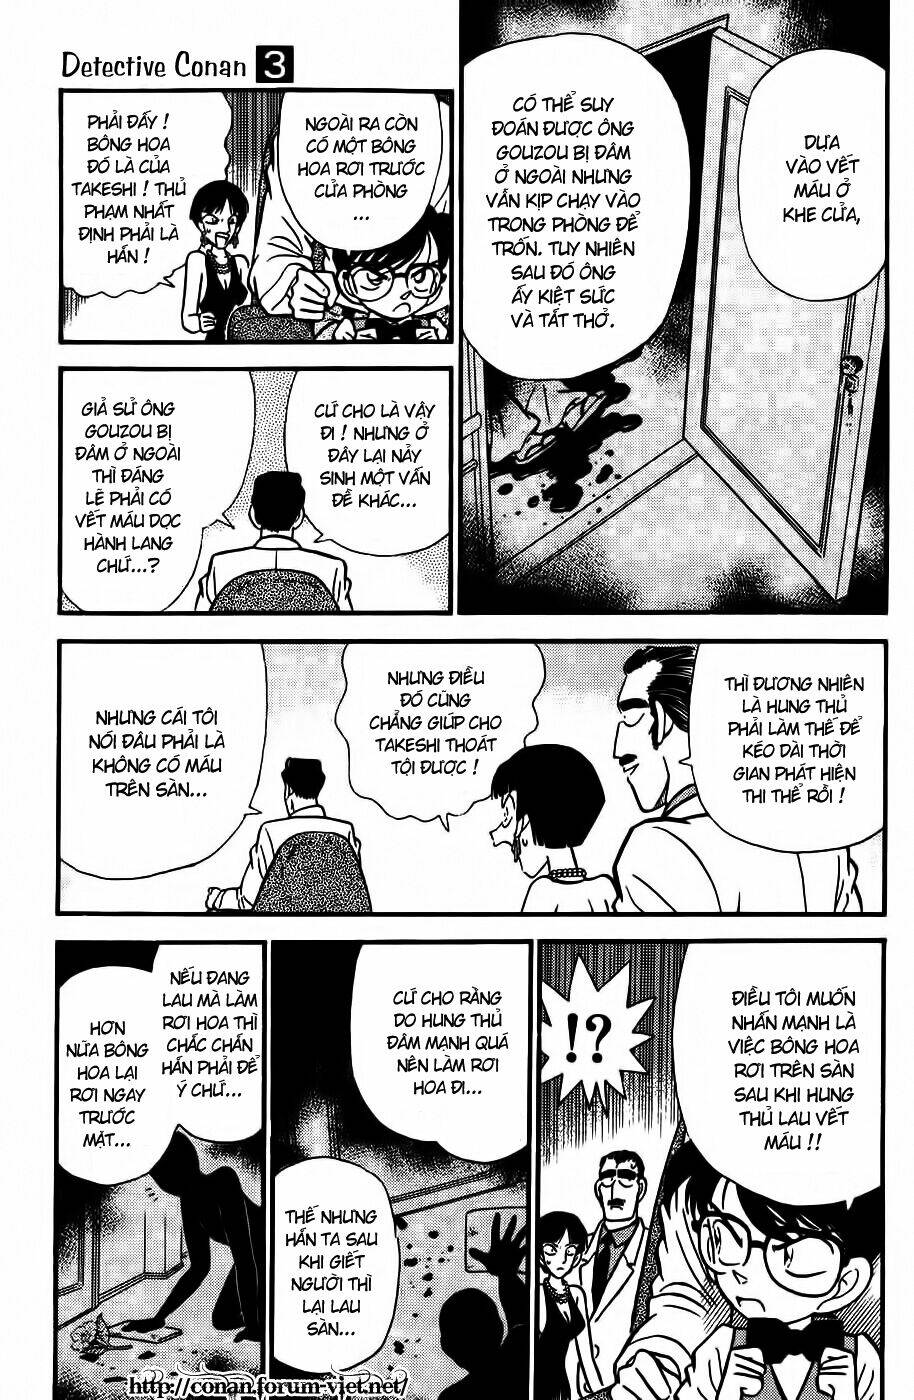 Detective Conan 3
DỰA
VÀO VẾT
MÁU Ở
KHE CỬA,
CÓ THỂ SUY
ĐOÁN ĐƯỢC ÔNG
GOUZOU BỊ ĐÂM
Ở NGOÀI NHƯNG
VẪN KỊP CHẠY VÀO
TRONG PHÒNG ĐỂ
TRỐN. TUY NHIÊN
SAU ĐÓ ÔNG
ẤY KIỆT SỨC
VÀ TẮT THỞ.
NGOÀI RA CÒN
CÓ MỘT BÔNG
HOA RƠI TRƯỚC
CỬA PHÒNG
...
PHẢI ĐẤY !
BÔNG HOA
ĐÓ LÀ CỦA
TAKESHI ! THỦ
PHẠM NHẤT
ĐỊNH PHẢI LÀ
HẮN !
CỨ CHO LÀ VẬY
ĐI ! NHƯNG Ở
ĐÂY LẠI NẢY
SINH MỘT VẤN
ĐỀ KHÁC...
GIẢ SỬ ÔNG
GOUZOU BỊ
ĐÂM Ở NGOÀI
THÌ ĐÁNG
LẼ PHẢI CÓ
VẾT MÁU DỌC
HÀNH LANG
CHỨ...?
THÌ ĐƯƠNG NHIÊN
LÀ HUNG THỦ
PHẢI LÀM THẾ ĐỂ
KÉO DÀI THỜI
GIAN PHÁT HIỆN
THI THỂ RỒI !
NHƯNG ĐIỀU
ĐÓ CŨNG
CHẲNG GIÚP CHO
TAKESHI THOÁT
TỘI ĐƯỢC !
NHƯNG CÁI TÔI
NÓI ĐÂU PHẢI LÀ
KHÔNG CÓ MÁU
TRÊN SÀN...
ĐIỀU TÔI MUỐN
NHẤN MẠNH LÀ
VIỆC BÔNG HOA
RƠI TRÊN SÀN
SAU KHI HUNG
THỦ LAU VẾT
MÁU !!
!?
CỨ CHO RẰNG
DO HUNG THỦ
ĐÂM MẠNH QUÁ
NÊN LÀM RƠI
HOA ĐI...
THẾ NHƯNG
HẮN TA SAU
KHI GIẾT
NGƯỜI THÌ
LẠI LAU
SÀN...
NẾU ĐANG
LAU MÀ LÀM
RƠI HOA THÌ
CHẮC CHẮN
HẮN PHẢI ĐỂ
Ý CHỨ...
HƠN
NỮA BÔNG
HOA LẠI
RƠI NGAY
TRƯỚC
MẶT...
http://conan.forum-viet.net/